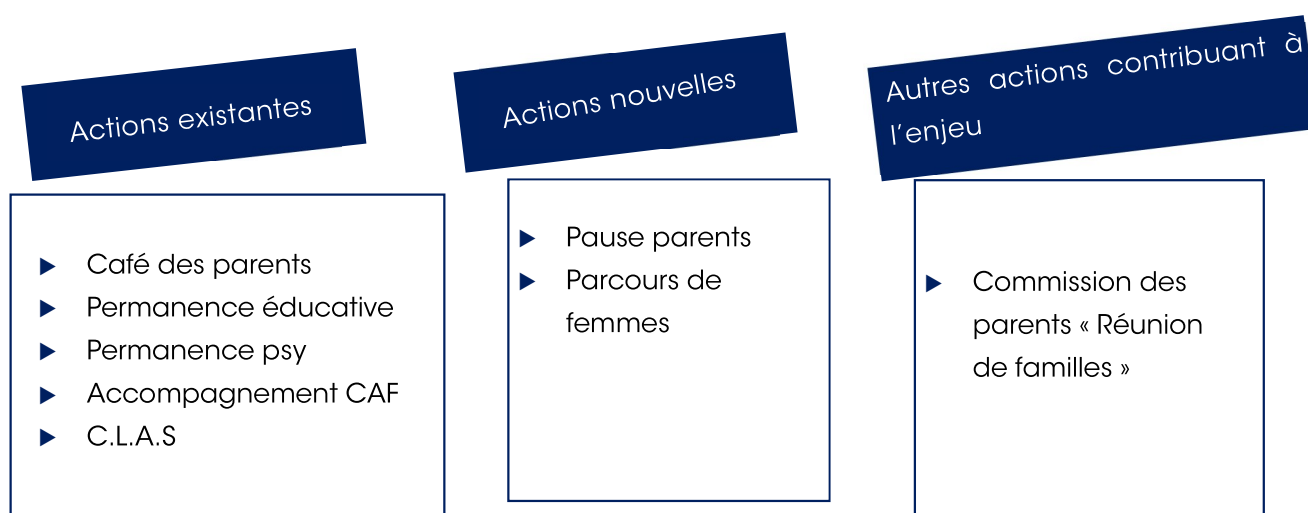 Actions existantes
Café des parents
Permanence éducative
Permanence psy
Accompagnement CAF
C.L.A.S
Actions nouvelles
Pause parents
Parcours de
femmes
Autres actions contribuant à
l'enjeu
Commission des
parents « Réunion
de familles »